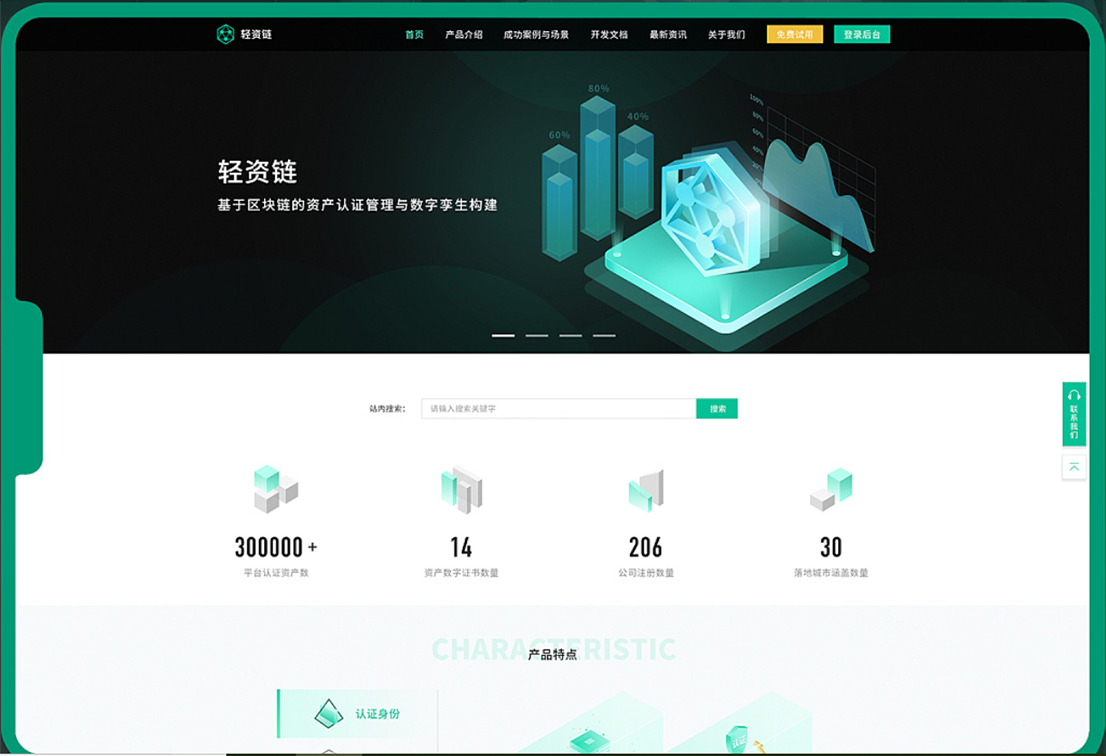 轻资链
首页 产品介绍 成功案例与场景 开发文档 最新资讯 关于我们 免费试用 登录后台
80%
60%
40%
100%
80%
60%
40%
轻资链
基于区块链的资产认证管理与数字孪生构建
站内搜索：
请输入搜索关键字
搜索
联系我们
300000 +
14
206
30
平台认证资产数
资产数字证书数量
公司注册数量
落地城市涵盖数量
CHARACTERISTIC
产品特点
认证身份
认证